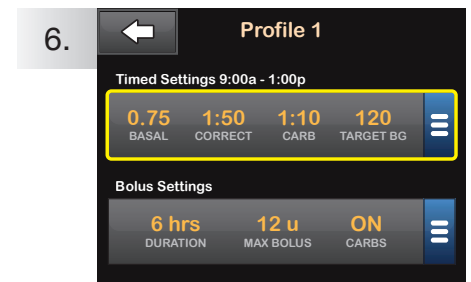 6.
Profile 1
Timed Settings 9:00a - 1:00p
0.75 1:50 1:10 120
BASAL CORRECT CARB TARGET BG
Bolus Settings
6 hrs 12 u ON
DURATION MAX BOLUS CARBS